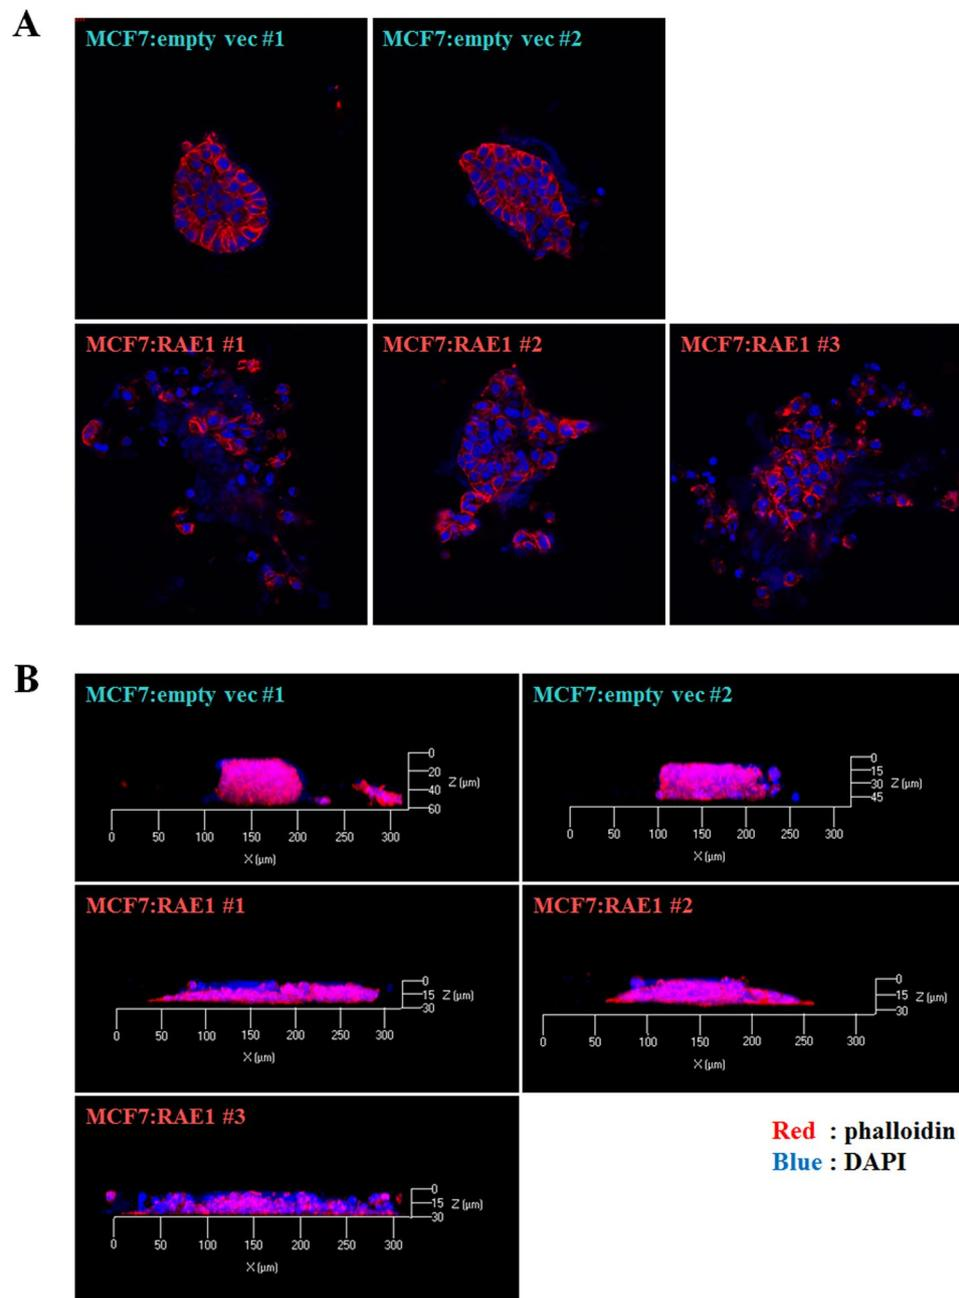 A
MCF7:empty vec #1
MCF7:empty vec #2
MCF7:RAE1 #1
MCF7:RAE1 #2
MCF7:RAE1 #3
B
MCF7:empty vec #1
0
20
40
60
Z (µm)
0 50 100 150 200 250 300
X (µm)
MCF7:empty vec #2
0
15
30
45
Z (µm)
0 50 100 150 200 250 300
X (µm)
MCF7:RAE1 #1
0
15
30
Z (µm)
0 50 100 150 200 250 300
X (µm)
MCF7:RAE1 #2
0
15
30
Z (µm)
0 50 100 150 200 250 300
X (µm)
MCF7:RAE1 #3
0
15
30
Z (µm)
0 50 100 150 200 250 300
X (µm)
Red : phalloidin
Blue : DAPI